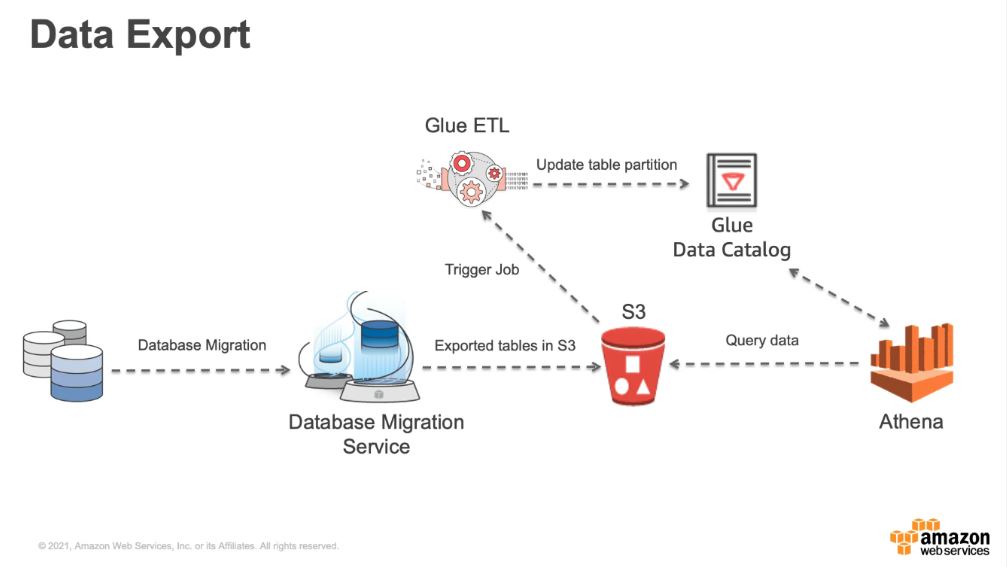 Data Export
Glue ETL
Update table partition
Glue
Data Catalog
Trigger Job
S3
Database Migration
Exported tables in S3
Query data
Database Migration
Service
Athena
© 2021, Amazon Web Services, Inc. or its Affiliates. All rights reserved.
amazon
web services